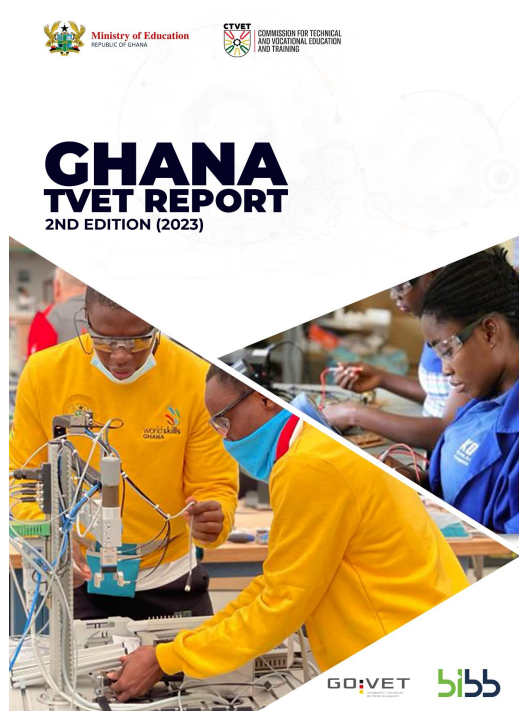 Ministry of Education
REPUBLIC OF GHANA
CTVET
COMMISSION FOR TECHNICAL
AND VOCATIONAL EDUCATION
AND TRAINING
GHANA
TVET REPORT
2ND EDITION (2023)
worldskills
GHANA
KO
GO:VET
bibb